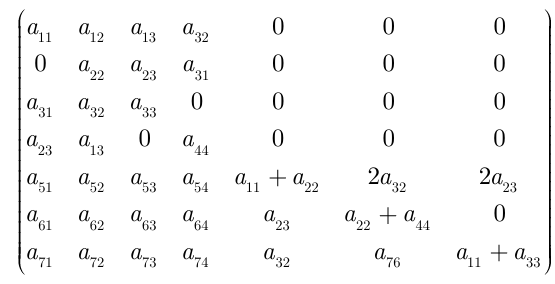 a₁₁ a₁₂ a₁₃ a₃₂ 0 0 0
0 a₂₂ a₂₃ a₃₁ 0 0 0
a₃₁ a₃₂ a₃₃ 0 0 0 0
a₂₃ a₁₃ 0 a₄₄ 0 0 0
a₅₁ a₅₂ a₅₃ a₅₄ a₁₁ + a₂₂ 2a₃₂ 2a₂₃
a₆₁ a₆₂ a₆₃ a₆₄ a₂₃ a₂₂ + a₄₄ 0
a₇₁ a₇₂ a₇₃ a₇₄ a₃₂ a₇₆ a₁₁ + a₃₃